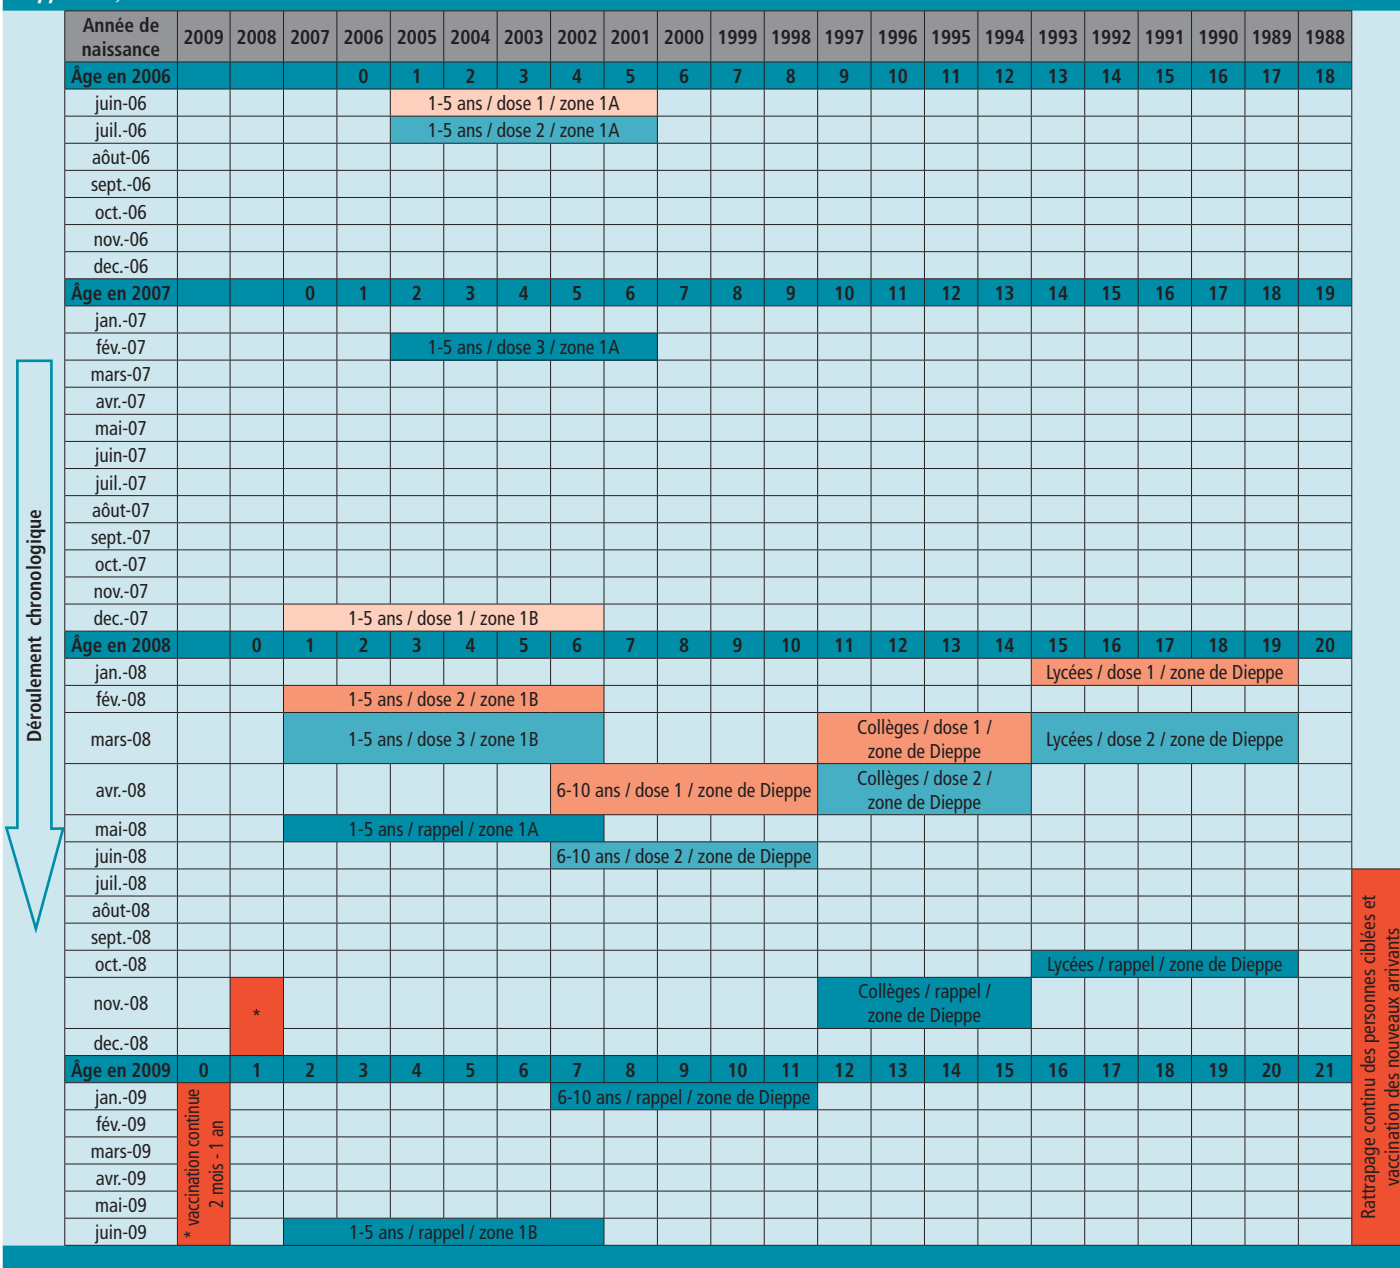 Année de naissance 2009 2008 2007 2006 2005 2004 2003 2002 2001 2000 1999 1998 1997 1996 1995 1994 1993 1992 1991 1990 1989 1988
Âge en 2006 0 1 2 3 4 5 6 7 8 9 10 11 12 13 14 15 16 17 18
juin-06 1-5 ans / dose 1 / zone 1A
juil.-06 1-5 ans / dose 2 / zone 1A
aôut-06
sept.-06
oct.-06
nov.-06
dec.-06
Âge en 2007 0 1 2 3 4 5 6 7 8 9 10 11 12 13 14 15 16 17 18 19
jan.-07
fév.-07 1-5 ans / dose 3 / zone 1A
mars-07
avr.-07
mai-07
juin-07
juil.-07
aôut-07
sept.-07
oct.-07
nov.-07
dec.-07 1-5 ans / dose 1 / zone 1B
Âge en 2008 0 1 2 3 4 5 6 7 8 9 10 11 12 13 14 15 16 17 18 19 20
jan.-08 Lycées / dose 1 / zone de Dieppe
fév.-08 1-5 ans / dose 2 / zone 1B
mars-08 1-5 ans / dose 3 / zone 1B Collèges / dose 1 / zone de Dieppe Lycées / dose 2 / zone de Dieppe
avr.-08 6-10 ans / dose 1 / zone de Dieppe Collèges / dose 2 / zone de Dieppe
mai-08 1-5 ans / rappel / zone 1A
juin-08 6-10 ans / dose 2 / zone de Dieppe
juil.-08
aôut-08
sept.-08
oct.-08 Lycées / rappel / zone de Dieppe
nov.-08 * Collèges / rappel / zone de Dieppe
dec.-08
Âge en 2009 0 1 2 3 4 5 6 7 8 9 10 11 12 13 14 15 16 17 18 19 20 21
jan.-09 6-10 ans / rappel / zone de Dieppe
fév.-09
mars-09
avr.-09
mai-09
juin-09 1-5 ans / rappel / zone 1B
* vaccination continue
2 mois - 1 an
Déroulement chronologique
Rattrapage continu des personnes ciblées et
vaccination des nouveaux arrivants